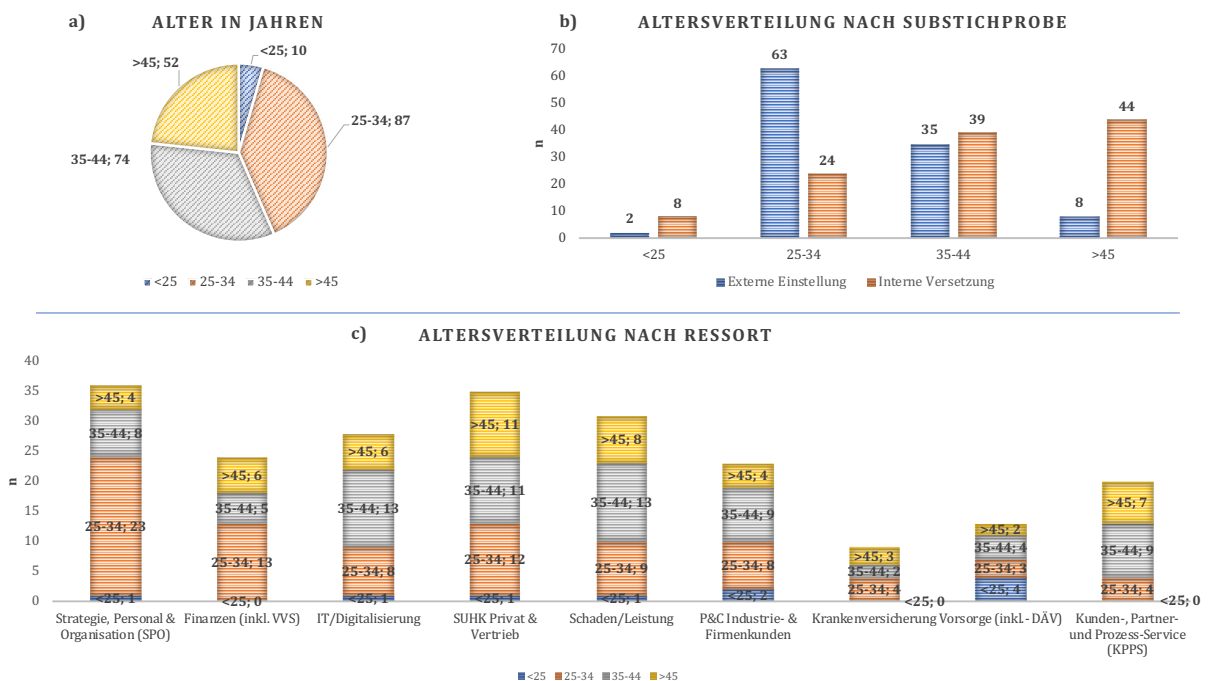 a) ALTER IN JAHREN
<25; 10
>45; 52
25-34; 87
35-44; 74
<25 25-34 35-44 >45
b) ALTERSVERTEILUNG NACH SUBSTICHPROBE
70
60
50
40
30
20
10
0
n
2 8 63 24 35 39 8 44
<25 25-34 35-44 >45
Externe Einstellung Interne Versetzung
c) ALTERSVERTEILUNG NACH RESSORT
40
35
30
25
20
15
10
5
0
n
>45; 4
35-44; 8
25-34; 23
<25; 1
>45; 6
35-44; 5
25-34; 13
<25; 0
>45; 6
35-44; 13
25-34; 8
<25; 1
>45; 11
35-44; 11
25-34; 12
<25; 1
>45; 8
35-44; 13
25-34; 9
<25; 1
>45; 4
35-44; 9
25-34; 8
<25; 2
>45; 3
35-44; 2
25-34; 4
<25; 0
>45; 2
35-44; 4
25-34; 3
<25; 4
>45; 7
35-44; 9
25-34; 4
<25; 0
Strategie, Personal &
Organisation (SPO)
Finanzen (inkl. VVS)
IT/Digitalisierung
SUHK Privat &
Vertrieb
Schaden/Leistung
P&C Industrie- &
Firmenkunden
Krankenversicherung
Vorsorge (inkl.- DÄV)
Kunden-, Partner-
und Prozess-Service
(KPPS)
<25 25-34 35-44 >45